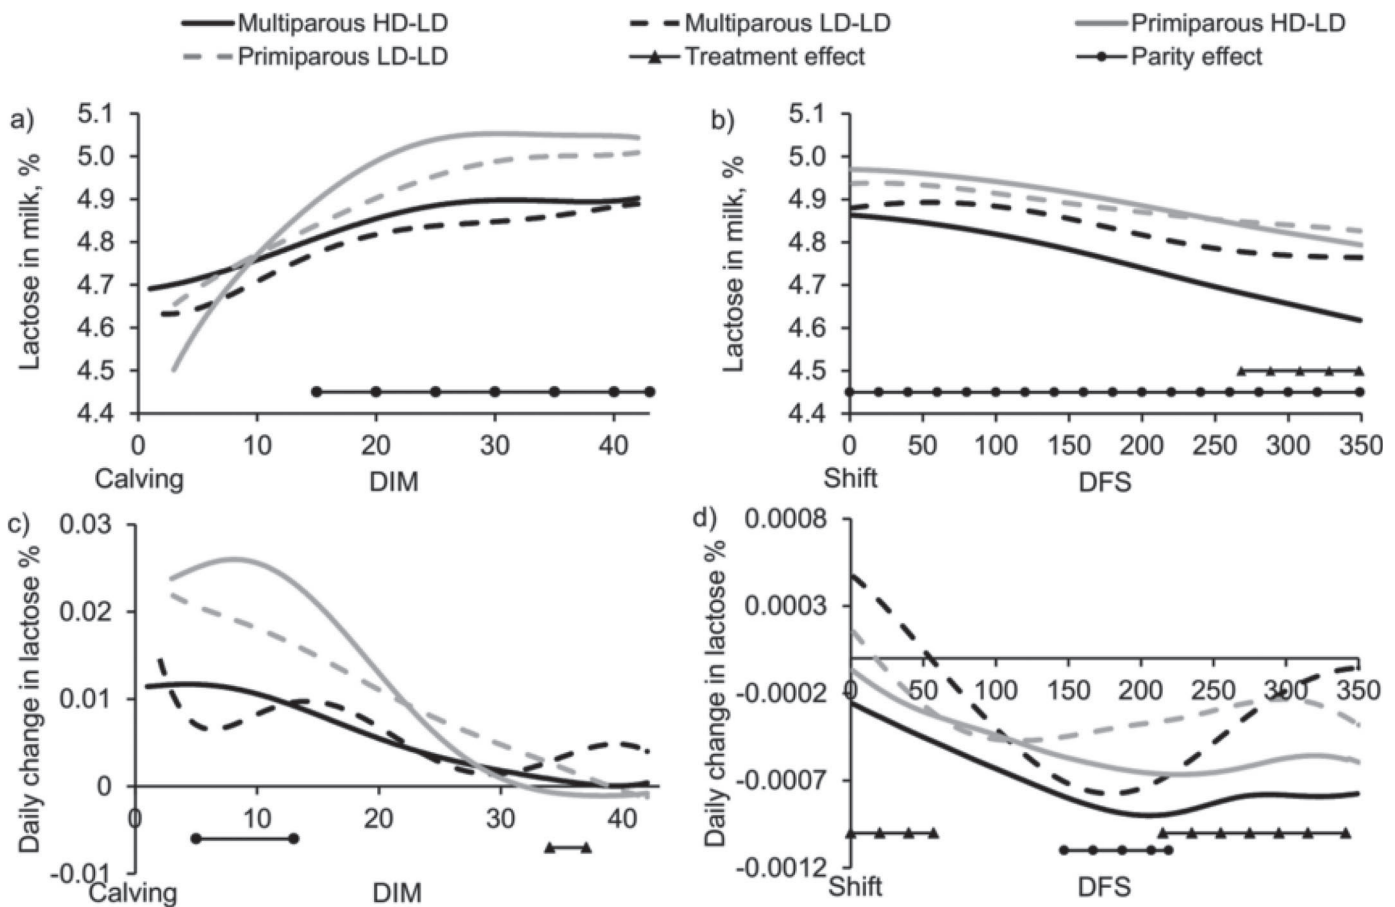 Multiparous HD-LD Multiparous LD-LD Primiparous HD-LD
Primiparous LD-LD Treatment effect Parity effect
a)
Lactose in milk, %
5.1
5.0
4.9
4.8
4.7
4.6
4.5
4.4
0 10 20 30 40
Calving DIM
b)
Lactose in milk, %
5.1
5.0
4.9
4.8
4.7
4.6
4.5
4.4
0 50 100 150 200 250 300 350
Shift DFS
c)
Daily change in lactose %
0.03
0.02
0.01
0
-0.01
0 10 20 30 40
Calving DIM
d)
Daily change in lactose %
0.0008
0.0003
-0.0002
-0.0007
-0.0012
0 50 100 150 200 250 300 350
Shift DFS